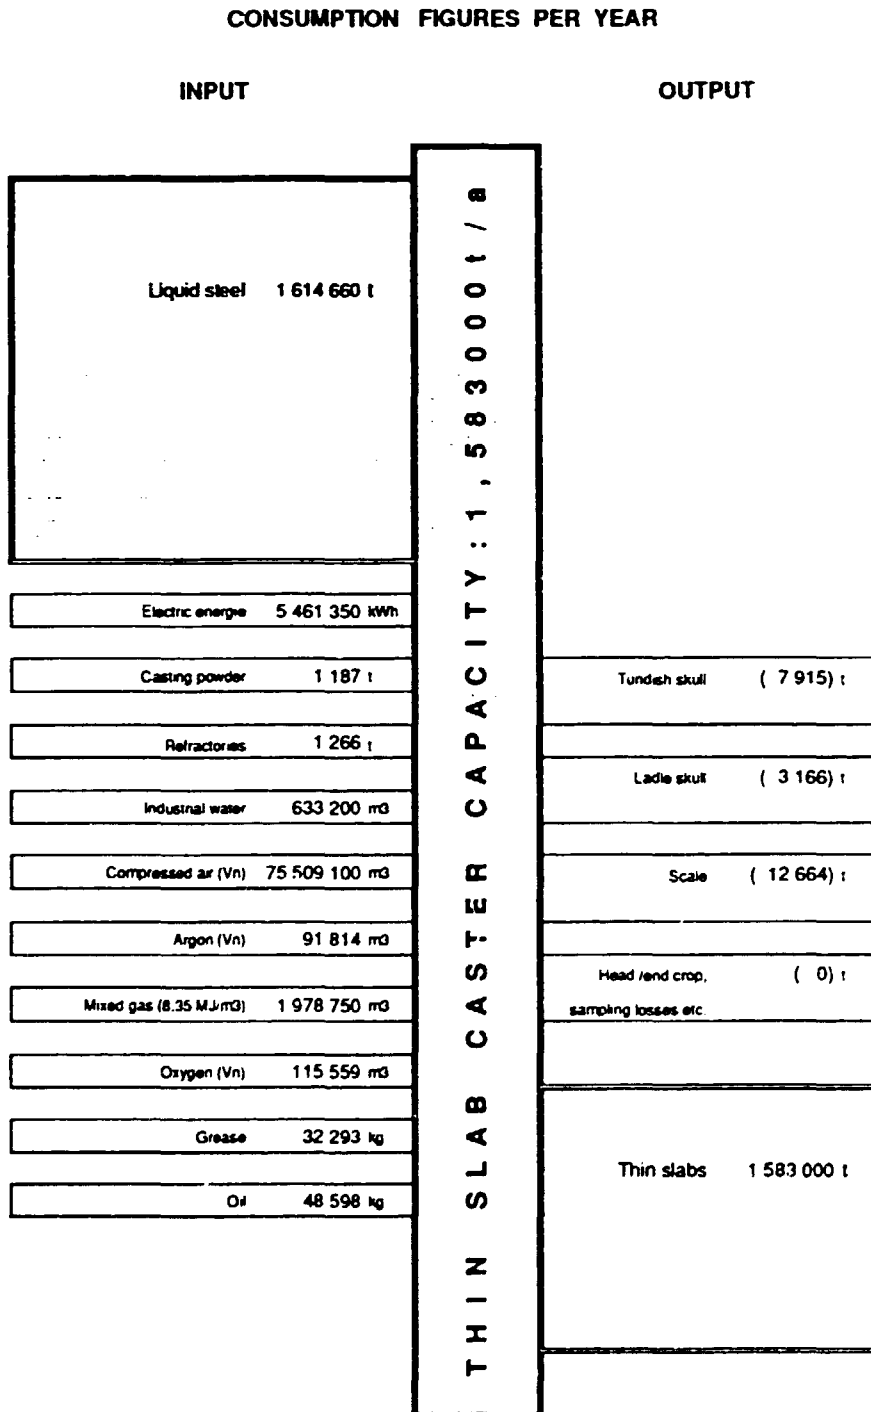 CONSUMPTION FIGURES PER YEAR
INPUT
OUTPUT
Liquid steel 1 614 660 t
Electric energie 5 461 350 kWh
Casting powder 1 187 t
Refractories 1 266 t
Industrial water 633 200 m3
Compressed air (Vn) 75 509 100 m3
Argon (Vn) 91 814 m3
Mixed gas (8.35 MJ/m3) 1 978 750 m3
Oxygen (Vn) 115 559 m3
Grease 32 293 kg
Oil 48 598 kg
THIN SLAB CASTER CAPACITY: 1,583000t/a
Tundish skull ( 7 915) t
Ladle skull ( 3 166) t
Scale ( 12 664) t
Head /end crop, ( 0) t
sampling losses etc.
Thin slabs 1 583 000 t